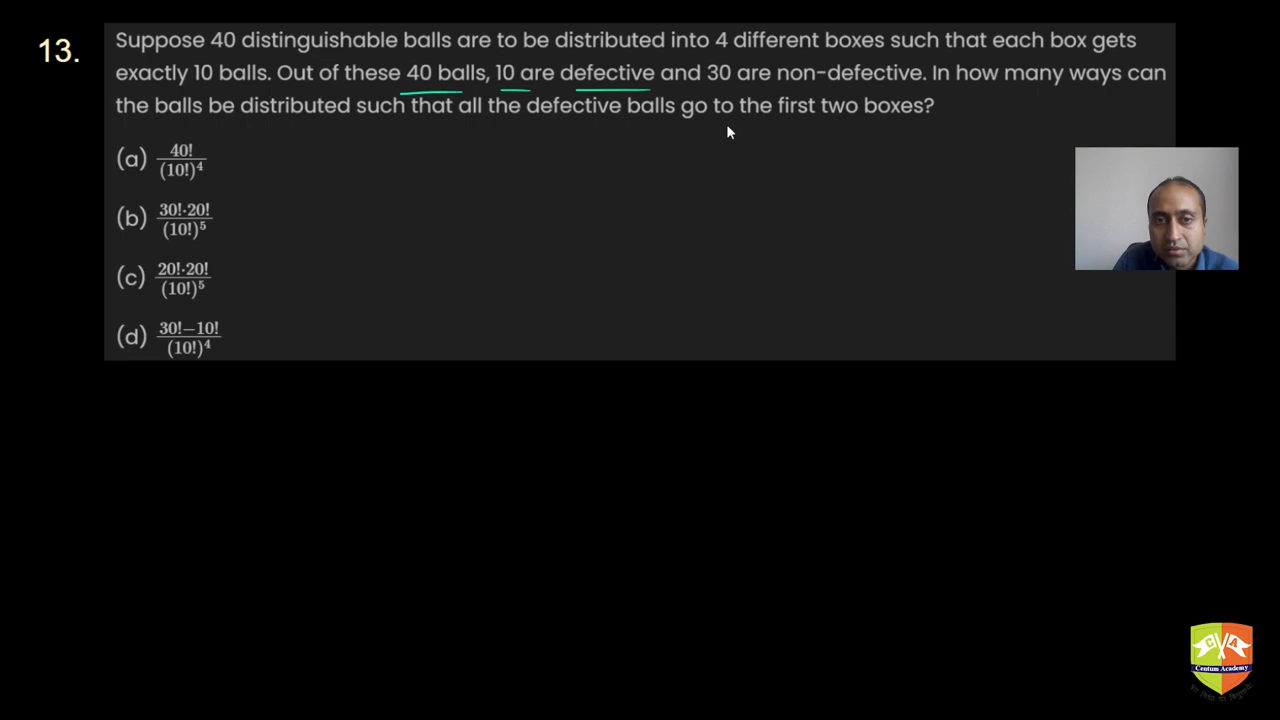 13.
Suppose 40 distinguishable balls are to be distributed into 4 different boxes such that each box gets
exactly 10 balls. Out of these 40 balls, 10 are defective and 30 are non-defective. In how many ways can
the balls be distributed such that all the defective balls go to the first two boxes?
(a) 40!/(10!)⁴
(b) 30!·20!/(10!)⁵
(c) 20!·20!/(10!)⁵
(d) 30!−10!/(10!)⁴
C A
Centum Academy